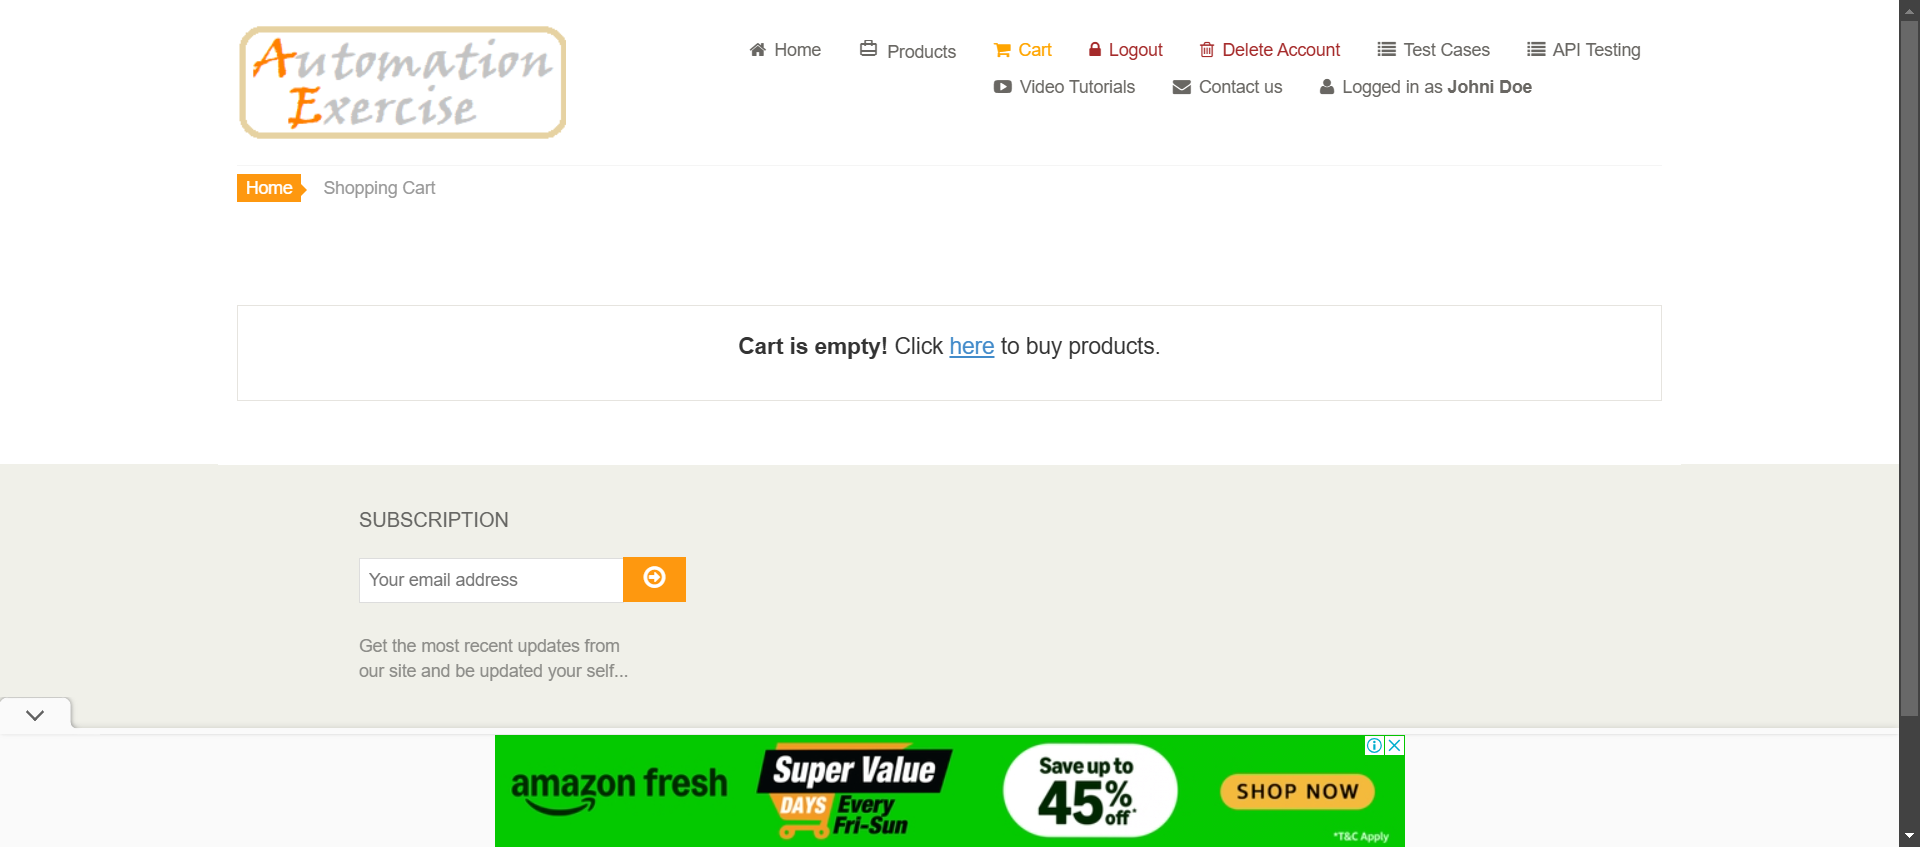 Automation
Exercise
Home
Products
Cart
Logout
Delete Account
Test Cases
API Testing
Video Tutorials
Contact us
Logged in as Johni Doe
Home
Shopping Cart
Cart is empty! Click here to buy products.
SUBSCRIPTION
Your email address
Get the most recent updates from
our site and be updated your self...
amazon fresh
Super Value
DAYS Every
Fri-Sun
Save up to
45%
off*
SHOP NOW
*T&C Apply